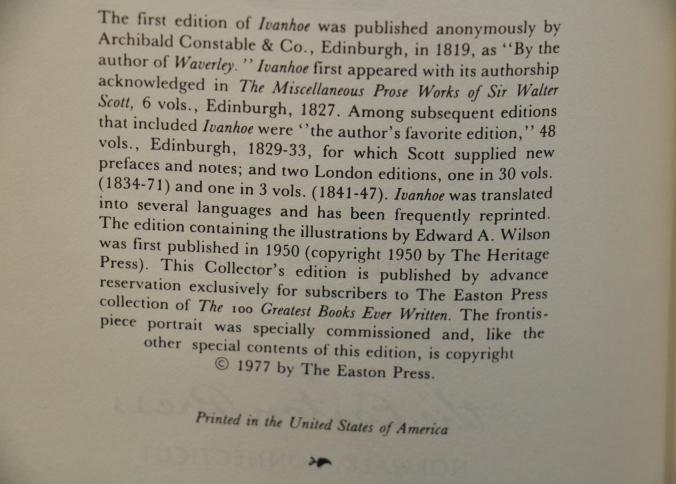 The first edition of Ivanhoe was published anonymously by
Archibald Constable & Co., Edinburgh, in 1819, as "By the
author of Waverley." Ivanhoe first appeared with its authorship
acknowledged in The Miscellaneous Prose Works of Sir Walter
Scott, 6 vols., Edinburgh, 1827. Among subsequent editions
that included Ivanhoe were "the author's favorite edition," 48
vols., Edinburgh, 1829-33, for which Scott supplied new
prefaces and notes; and two London editions, one in 30 vols.
(1834-71) and one in 3 vols. (1841-47). Ivanhoe was translated
into several languages and has been frequently reprinted.
The edition containing the illustrations by Edward A. Wilson
was first published in 1950 (copyright 1950 by The Heritage
Press). This Collector's edition is published by advance
reservation exclusively for subscribers to The Easton Press
collection of The 100 Greatest Books Ever Written. The frontis-
piece portrait was specially commissioned and, like the
other special contents of this edition, is copyright
© 1977 by The Easton Press.
Printed in the United States of America